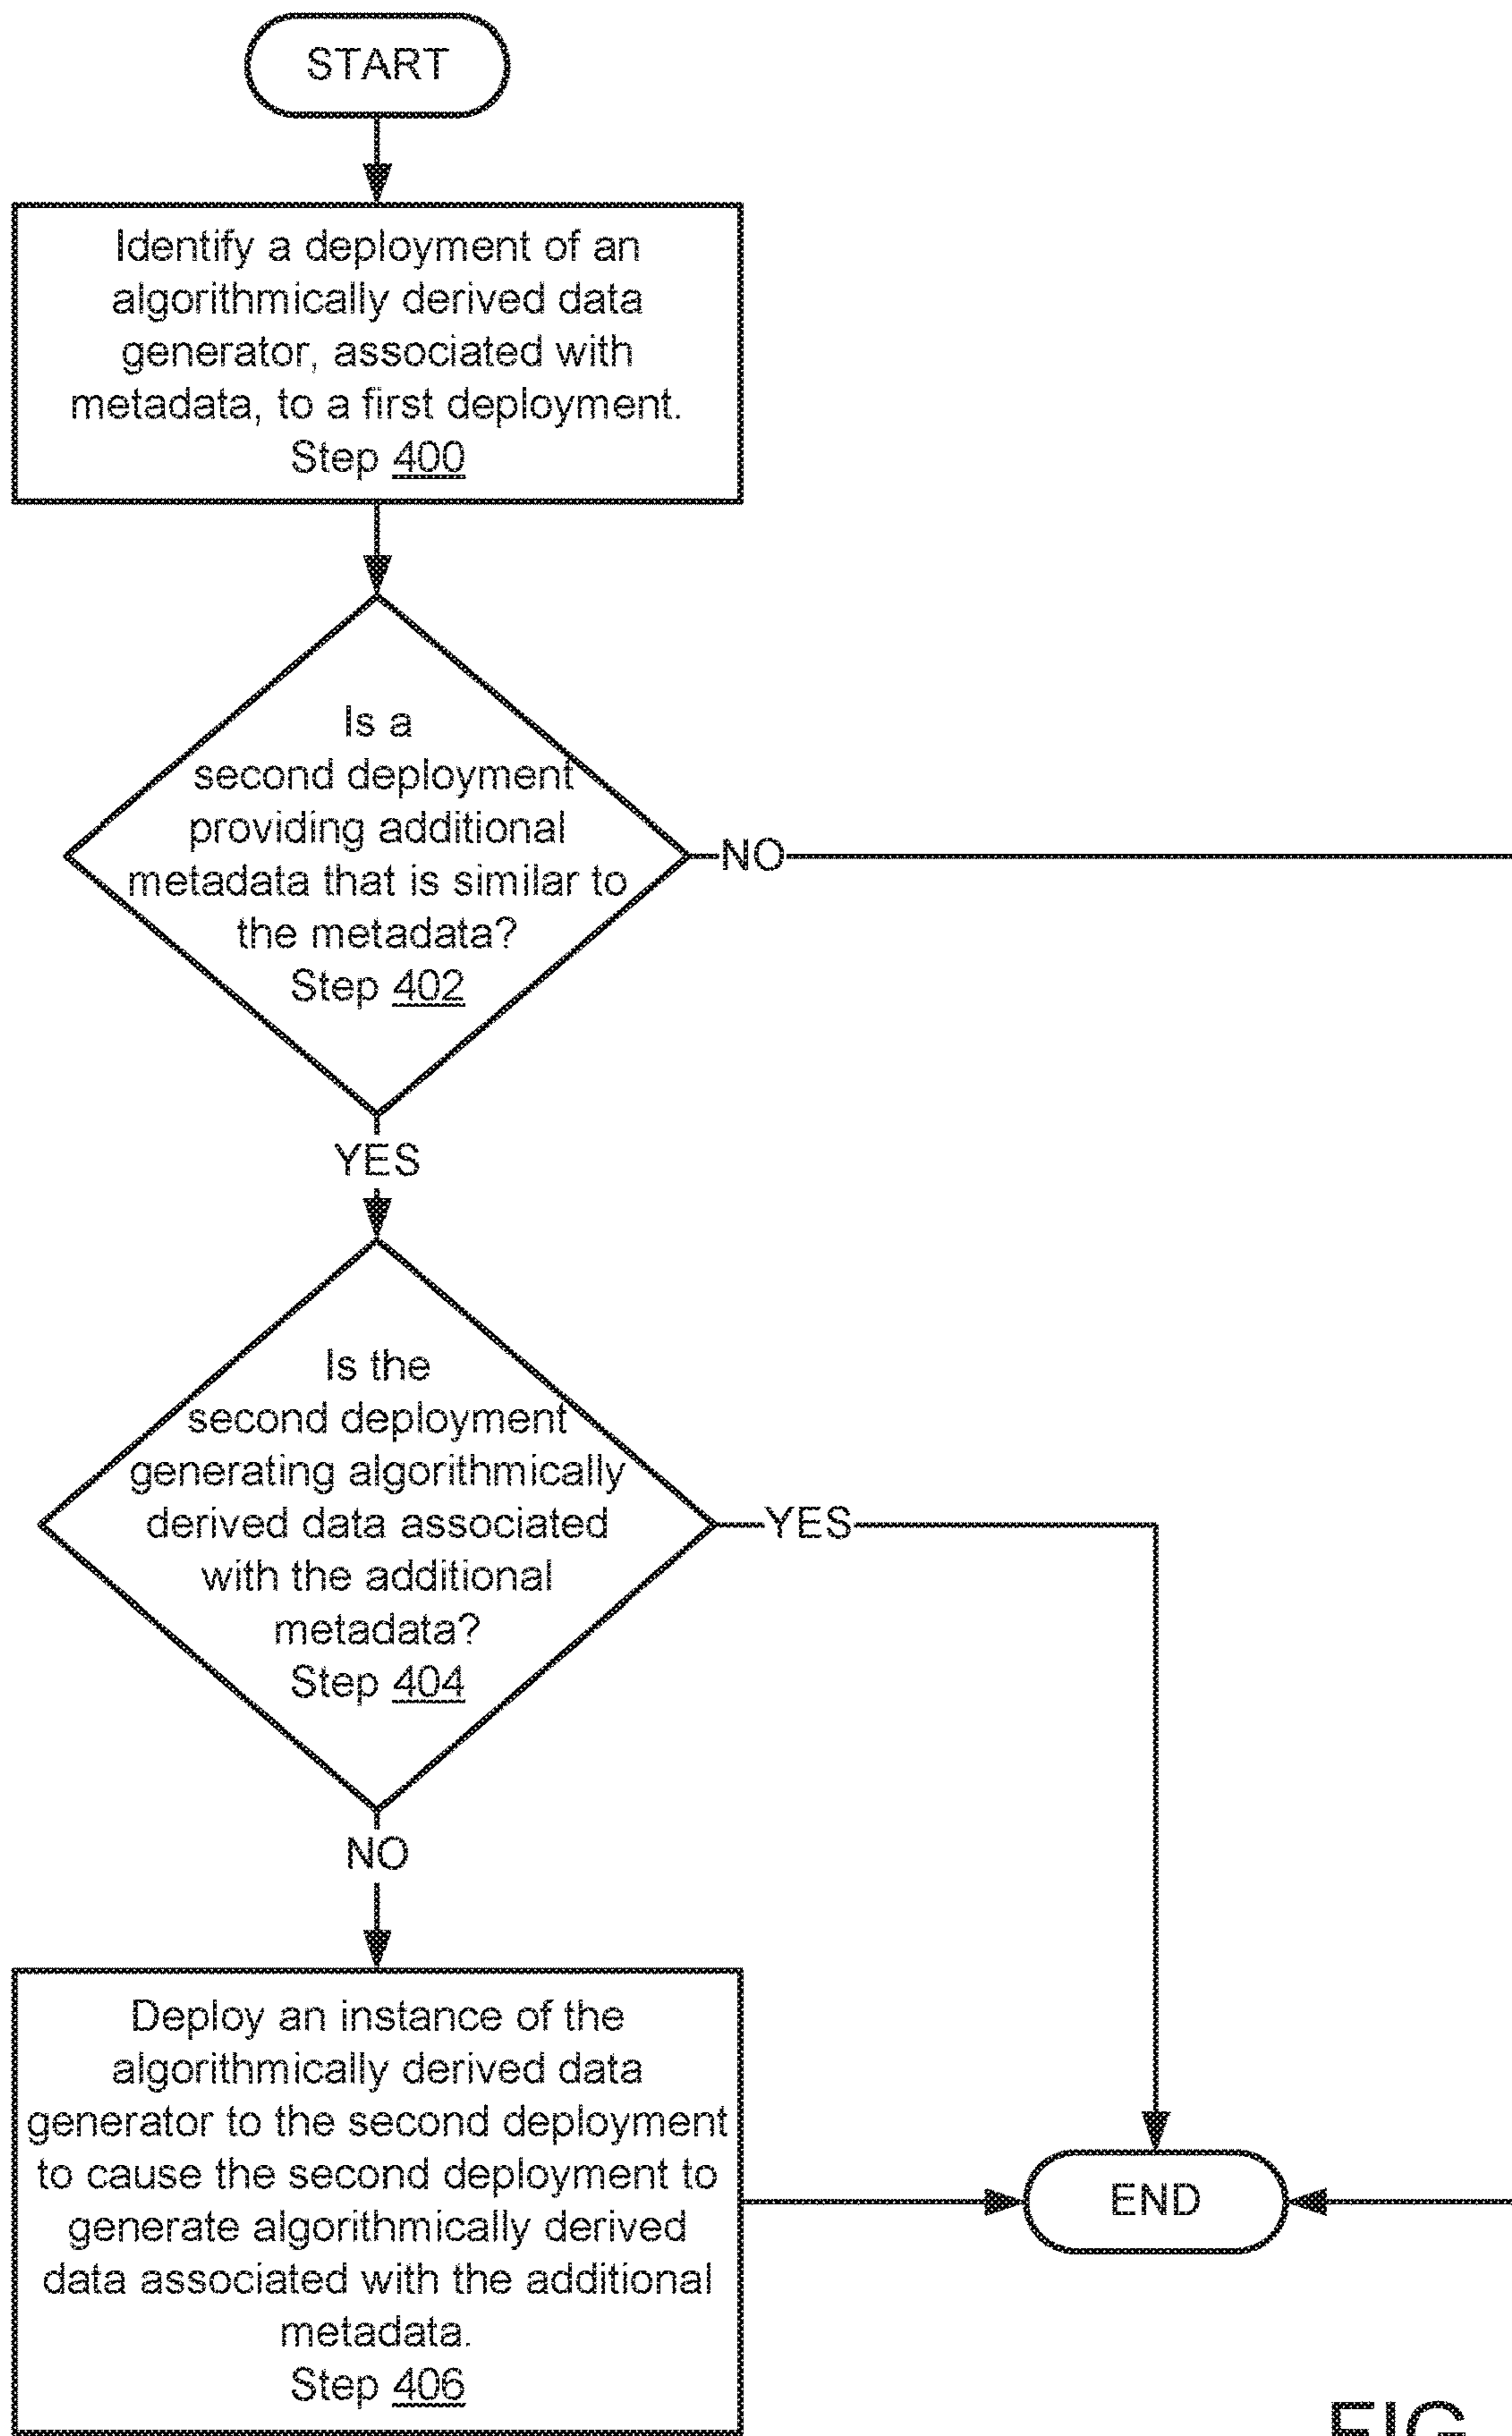 START
Identify a deployment of an
algorithmically derived data
generator, associated with
metadata, to a first deployment.
Step 400
Is a
second deployment
providing additional
metadata that is similar to
the metadata?
Step 402
NO
YES
Is the
second deployment
generating algorithmically
derived data associated
with the additional
metadata?
Step 404
YES
NO
Deploy an instance of the
algorithmically derived data
generator to the second deployment
to cause the second deployment to
generate algorithmically derived
data associated with the additional
metadata.
Step 406
END
FIG